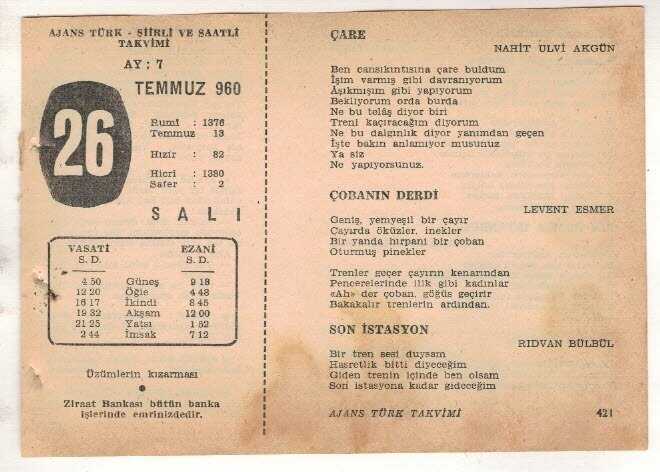 AJANS TÜRK - ŞİİRLİ VE SAATLİ
TAKVİMİ
AY : 7
TEMMUZ 960
26
Rumî : 1376
Temmuz 13
Hızır : 82
Hicrî : 1380
Safer : 2
SALI
VASATİ EZANİ
S. D. S. D.
4 50 Güneş 9 18
12 20 Öğle 4 48
16 17 İkindi 8 45
19 32 Akşam 12 00
21 25 Yatsı 1 52
2 44 İmsak 7 12
Üzümlerin kızarması
Ziraat Bankası bütün banka
işlerinde emrinizdedir.
ÇARE
NAHİT ULVİ AKGÜN
Ben cansıkıntısına çare buldum
İşim varmış gibi davranıyorum
Âşıkmışım gibi yapıyorum
Bekliyorum orda burda
Ne bu telâş diyor biri
Treni kaçıracağım diyorum
Ne bu dalgınlık diyor yanımdan geçen
İşte bakın anlamıyor musunuz
Ya siz
Ne yapıyorsunuz.
ÇOBANIN DERDİ
LEVENT ESMER
Geniş, yemyeşil bir çayır
Çayırda öküzler, inekler
Bir yanda hırpani bir çoban
Oturmuş pinekler
Trenler geçer çayırın kenarından
Pencerelerinde ilik gibi kadınlar
«Ah» der çoban, göğüs geçirir
Bakakalır trenlerin ardından.
SON İSTASYON
RIDVAN BÜLBÜL
Bir tren sesi duysam
Hasretlik bitti diyeceğim
Giden trenin içinde ben olsam
Son istasyona kadar gideceğim
AJANS TÜRK TAKVİMİ 421